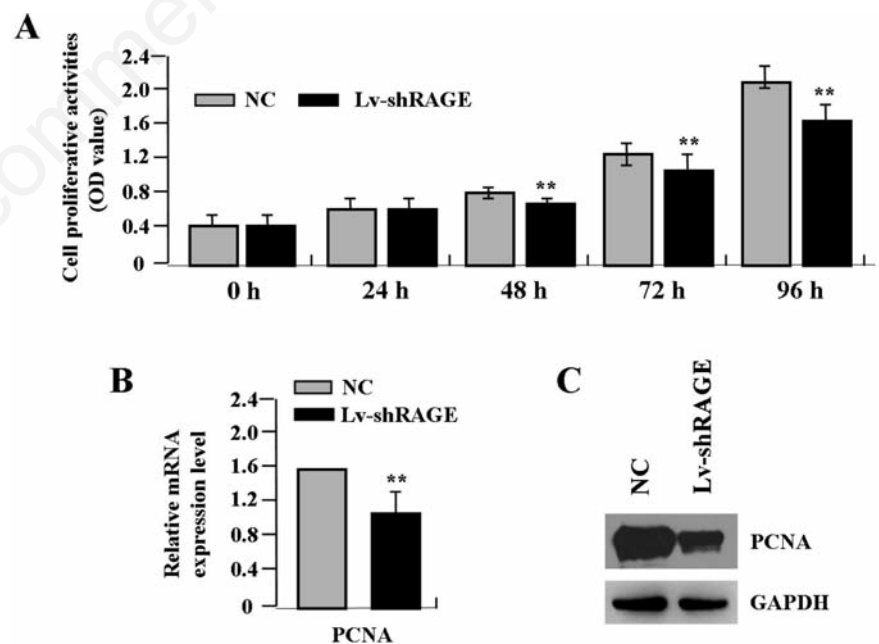 A
Cell proliferative activities
(OD value)
2.4
2.0
1.6
1.2
0.8
0.4
0
NC
Lv-shRAGE
**
**
**
0 h
24 h
48 h
72 h
96 h
B
Relative mRNA
expression level
2.4
2.0
1.6
1.2
0.8
0.4
0
NC
Lv-shRAGE
**
PCNA
C
NC
Lv-shRAGE
PCNA
GAPDH